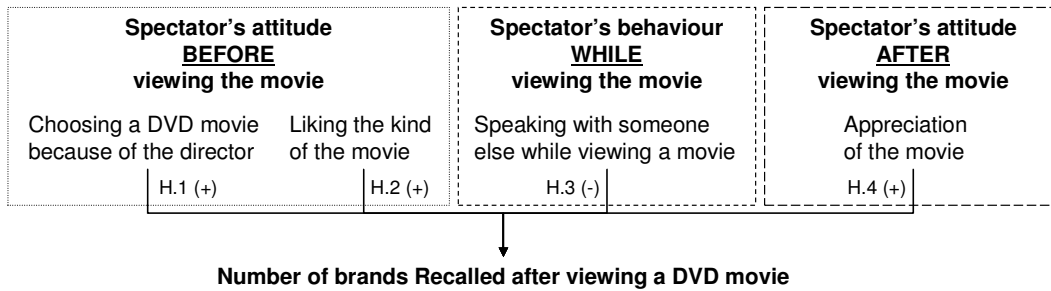 Spectator's attitude
BEFORE
viewing the movie
Choosing a DVD movie
because of the director
Liking the kind
of the movie
H.1 (+)
H.2 (+)
Spectator's behaviour
WHILE
viewing the movie
Speaking with someone
else while viewing a movie
H.3 (-)
Spectator's attitude
AFTER
viewing the movie
Appreciation
of the movie
H.4 (+)
Number of brands Recalled after viewing a DVD movie